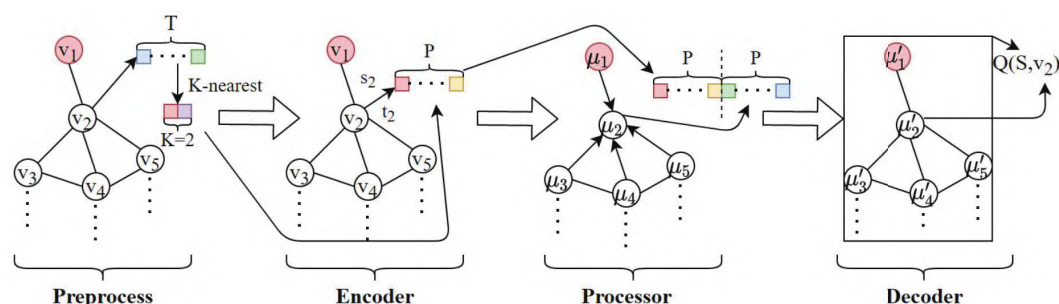 T
v1
K-nearest
v2
K=2
v3
v4
v5
Preprocess
P
v1
s2
t2
v2
v5
v3
v4
Encoder
μ1
P
P
μ2
μ3
μ4
μ5
Processor
μ′1
Q(S,v2)
μ′2
μ′3
μ′4
μ′5
Decoder